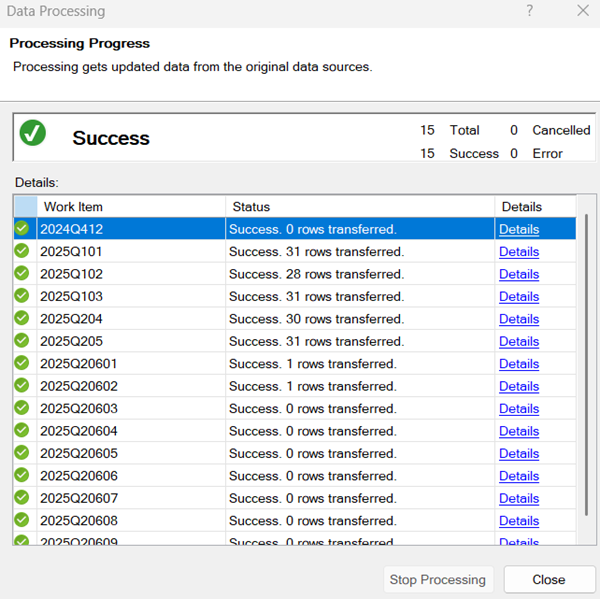 Data Processing ? ×
Processing Progress
Processing gets updated data from the original data sources.
Success
15 Total 0 Cancelled
15 Success 0 Error
Details:
Work Item Status Details
2024Q412 Success. 0 rows transferred. Details
2025Q101 Success. 31 rows transferred. Details
2025Q102 Success. 28 rows transferred. Details
2025Q103 Success. 31 rows transferred. Details
2025Q204 Success. 30 rows transferred. Details
2025Q205 Success. 31 rows transferred. Details
2025Q20601 Success. 1 rows transferred. Details
2025Q20602 Success. 1 rows transferred. Details
2025Q20603 Success. 0 rows transferred. Details
2025Q20604 Success. 0 rows transferred. Details
2025Q20605 Success. 0 rows transferred. Details
2025Q20606 Success. 0 rows transferred. Details
2025Q20607 Success. 0 rows transferred. Details
2025Q20608 Success. 0 rows transferred. Details
2025Q20609 Success. 0 rows transferred. Details
Stop Processing Close